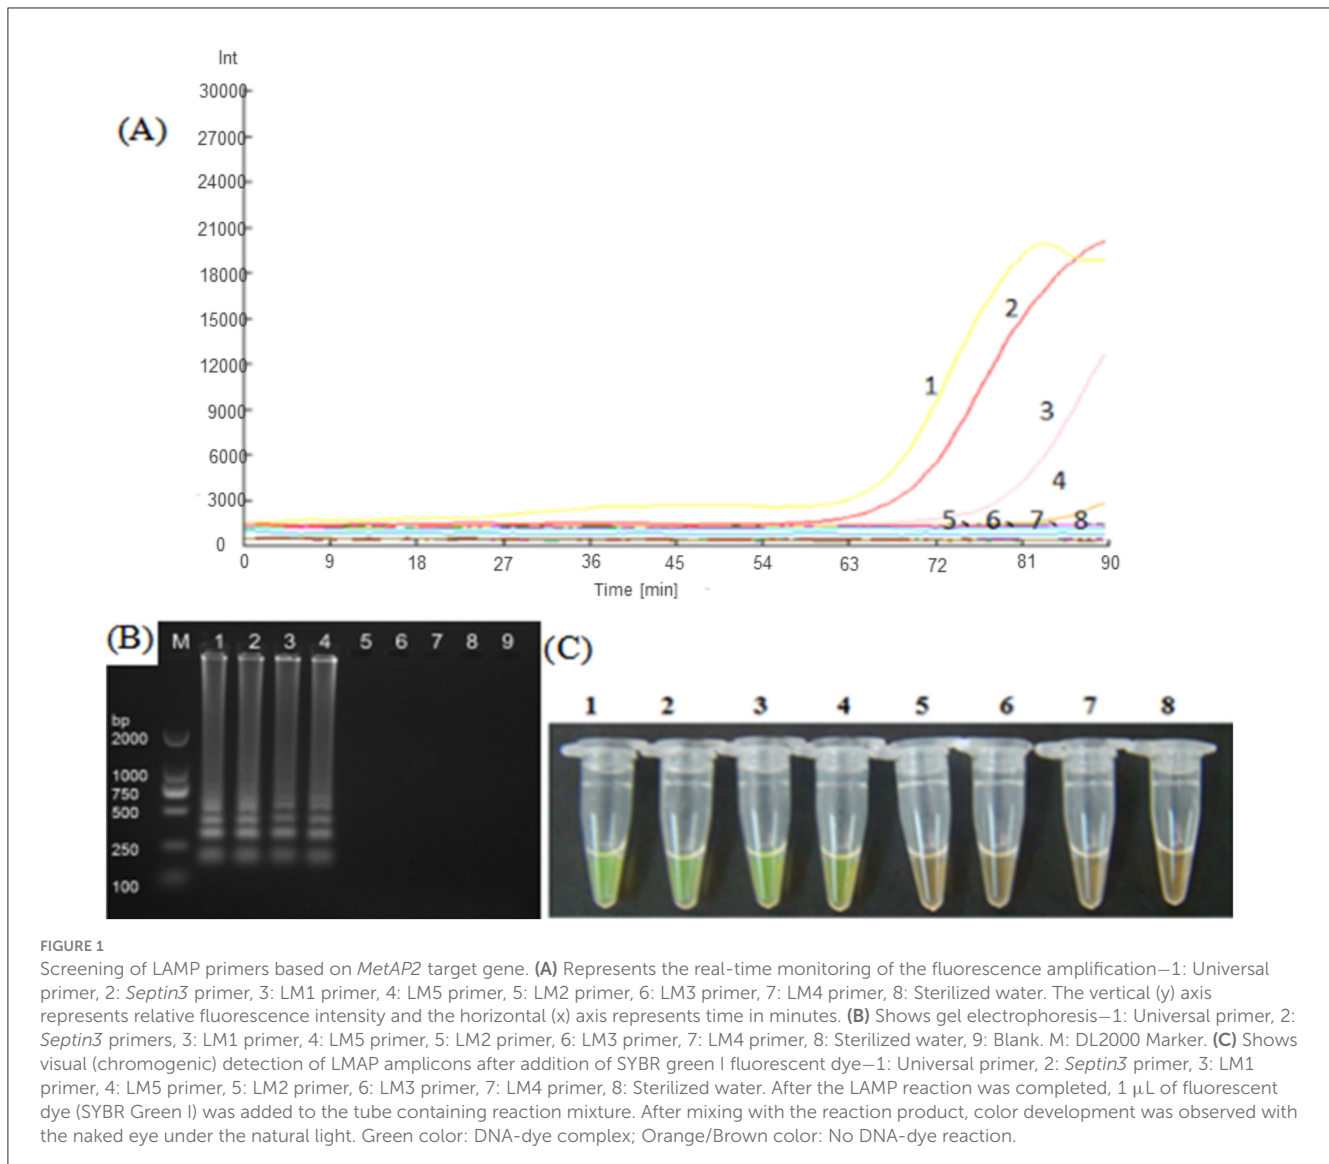 Int
30000
(A)
27000
24000
21000
18000
15000
12000
9000
6000
3000
0
1
2
3
4
5、6、7、8
0 9 18 27 36 45 54 63 72 81 90
Time [min]
(B)
M 1 2 3 4 5 6 7 8 9
bp
2000
1000
750
500
250
100
(C)
1 2 3 4 5 6 7 8
FIGURE 1
Screening of LAMP primers based on MetAP2 target gene. (A) Represents the real-time monitoring of the fluorescence amplification—1: Universal
primer, 2: Septin3 primer, 3: LM1 primer, 4: LM5 primer, 5: LM2 primer, 6: LM3 primer, 7: LM4 primer, 8: Sterilized water. The vertical (y) axis
represents relative fluorescence intensity and the horizontal (x) axis represents time in minutes. (B) Shows gel electrophoresis—1: Universal primer, 2:
Septin3 primers, 3: LM1 primer, 4: LM5 primer, 5: LM2 primer, 6: LM3 primer, 7: LM4 primer, 8: Sterilized water, 9: Blank. M: DL2000 Marker. (C) Shows
visual (chromogenic) detection of LMAP amplicons after addition of SYBR green I fluorescent dye—1: Universal primer, 2: Septin3 primer, 3: LM1
primer, 4: LM5 primer, 5: LM2 primer, 6: LM3 primer, 7: LM4 primer, 8: Sterilized water. After the LAMP reaction was completed, 1 μL of fluorescent
dye (SYBR Green I) was added to the tube containing reaction mixture. After mixing with the reaction product, color development was observed with
the naked eye under the natural light. Green color: DNA-dye complex; Orange/Brown color: No DNA-dye reaction.